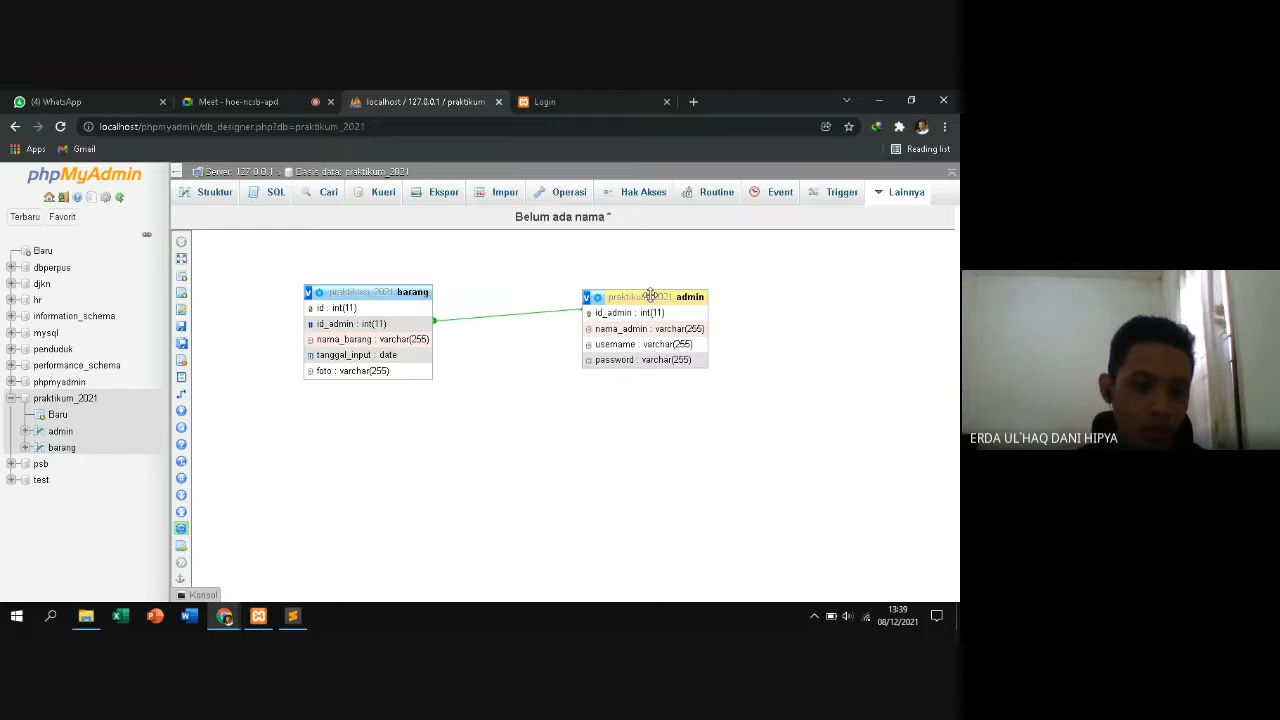 (4) WhatsApp
Meet - hoe-ncsb-apd
localhost / 127.0.0.1 / praktikum_
Login
localhost/phpmyadmin/db_designer.php?db=praktikum_2021
Apps
Gmail
Reading list
phpMyAdmin
Terbaru
Favorit
Baru
dbperpus
djkn
hr
information_schema
mysql
penduduk
performance_schema
phpmyadmin
praktikum_2021
Baru
admin
barang
psb
test
Server: 127.0.0.1 » Basis data: praktikum_2021
Struktur
SQL
Cari
Kueri
Ekspor
Impor
Operasi
Hak Akses
Routine
Event
Trigger
Lainnya
Belum ada nama *
v praktikum_2021 barang
id : int(11)
# id_admin : int(11)
nama_barang : varchar(255)
tanggal_input : date
foto : varchar(255)
v praktikum_2021 admin
id_admin : int(11)
nama_admin : varchar(255)
username : varchar(255)
password : varchar(255)
Konsol
ERDA UL`HAQ DANI HIPYA
13:39
08/12/2021